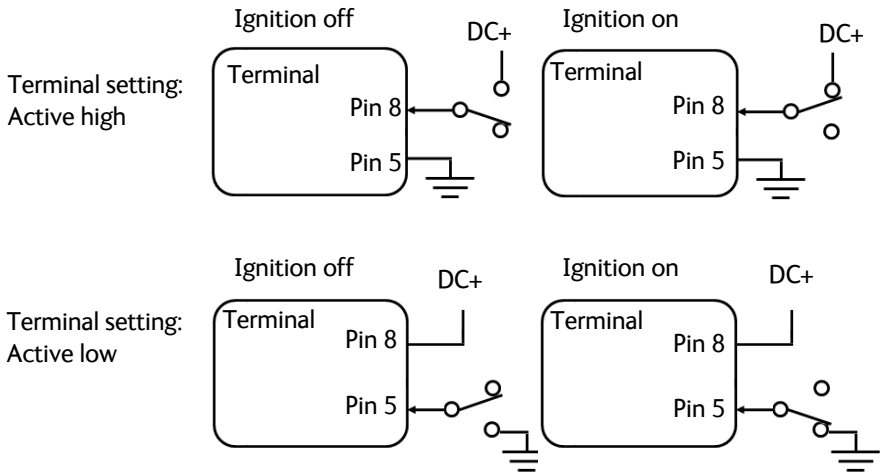 Ignition off
Ignition on
DC+
DC+
Terminal setting:
Active high
Terminal
Terminal
Pin 8
Pin 8
Pin 5
Pin 5
Ignition off
Ignition on
DC+
DC+
Terminal setting:
Active low
Terminal
Terminal
Pin 8
Pin 8
Pin 5
Pin 5